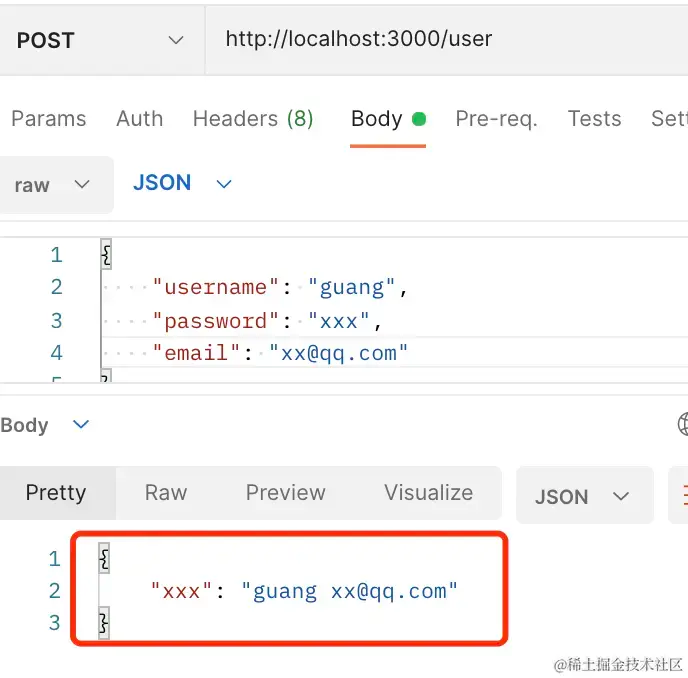 POST http://localhost:3000/user
Params Auth Headers (8) Body Pre-req. Tests Sett
raw JSON
1 {
2 "username": "guang",
3 "password": "xxx",
4 "email": "xx@qq.com"
5 }
Body
Pretty Raw Preview Visualize JSON
1 {
2 "xxx": "guang xx@qq.com"
3 }
@稀土掘金技术社区